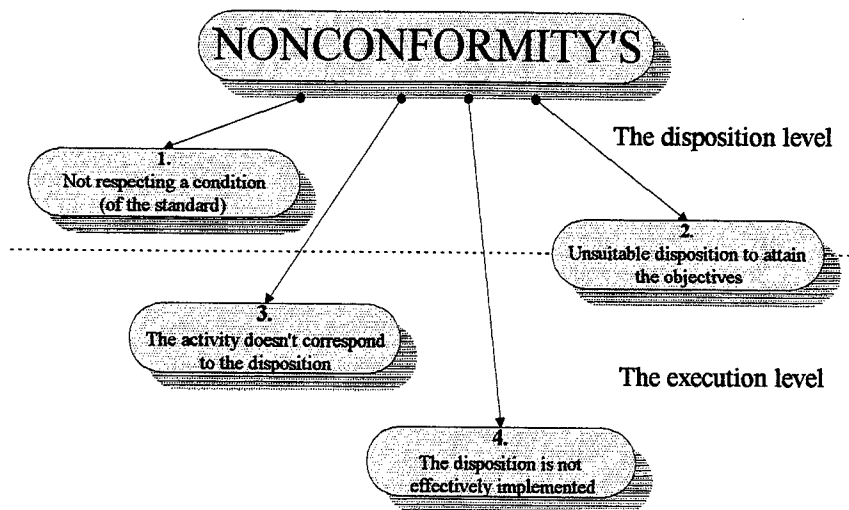 NONCONFORMITY'S
The disposition level
1.
Not respecting a condition
(of the standard)
2.
Unsuitable disposition to attain
the objectives
3.
The activity doesn't correspond
to the disposition
The execution level
4.
The disposition is not
effectively implemented